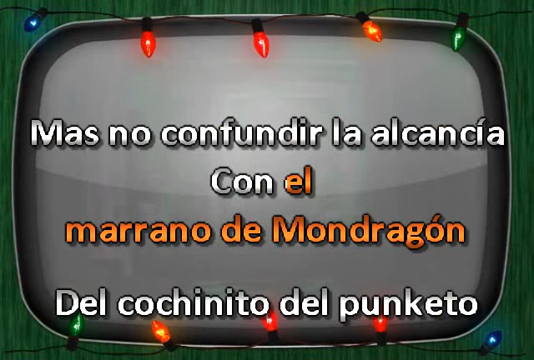 Mas no confundir la alcancía
Con el
marrano de Mondragón
Del cochinito del punketo